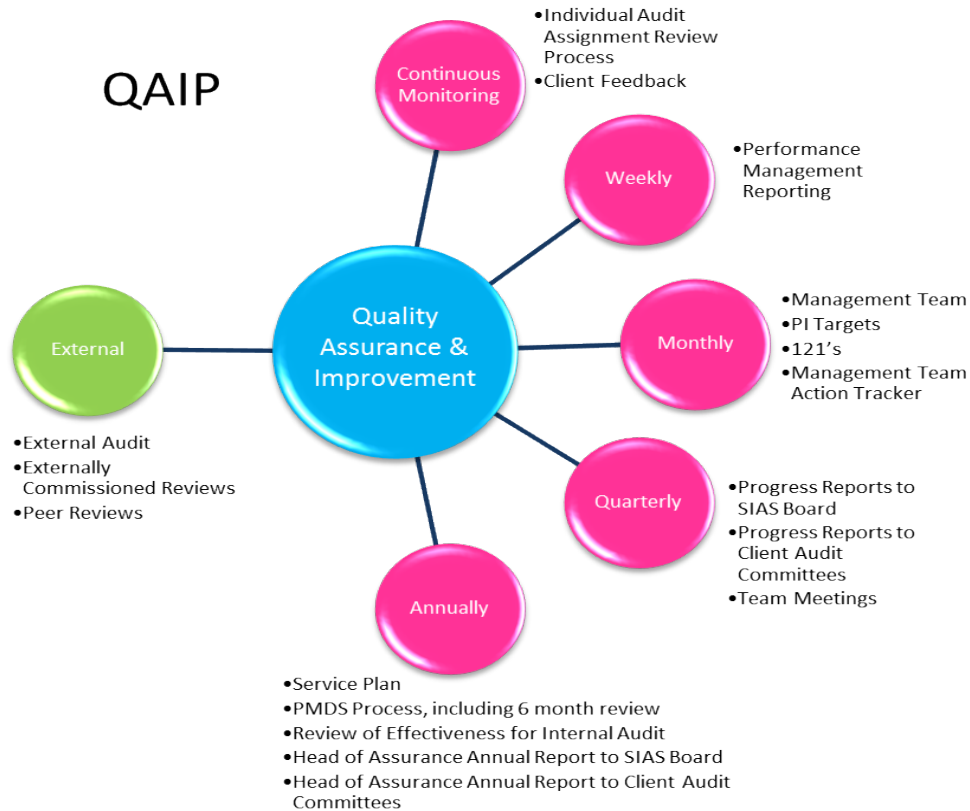 QAIP
Continuous
Monitoring
•Individual Audit
Assignment Review
Process
•Client Feedback
Weekly
•Performance
Management
Reporting
Monthly
•Management Team
•PI Targets
•121’s
•Management Team
Action Tracker
Quarterly
•Progress Reports to
SIAS Board
•Progress Reports to
Client Audit
Committees
•Team Meetings
Annually
•Service Plan
•PMDS Process, including 6 month review
•Review of Effectiveness for Internal Audit
•Head of Assurance Annual Report to SIAS Board
•Head of Assurance Annual Report to Client Audit
Committees
External
•External Audit
•Externally
Commissioned Reviews
•Peer Reviews
Quality
Assurance &
Improvement